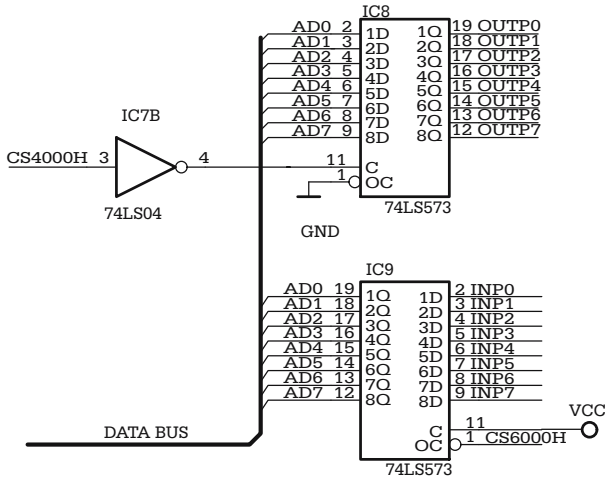 IC8
AD0 2 1D 1Q 19 OUTP0
AD1 3 2D 2Q 18 OUTP1
AD2 4 3D 3Q 17 OUTP2
AD3 5 4D 4Q 16 OUTP3
AD4 6 5D 5Q 15 OUTP4
AD5 7 6D 6Q 14 OUTP5
AD6 8 7D 7Q 13 OUTP6
AD7 9 8D 8Q 12 OUTP7
IC7B
CS4000H 3 4 11 C
1 OC
74LS04
74LS573
GND
IC9
AD0 19 1Q 1D 2 INP0
AD1 18 2Q 2D 3 INP1
AD2 17 3Q 3D 4 INP2
AD3 16 4Q 4D 5 INP3
AD4 15 5Q 5D 6 INP4
AD5 14 6Q 6D 7 INP5
AD6 13 7Q 7D 8 INP6
AD7 12 8Q 8D 9 INP7
C 11 VCC
OC 1 CS6000H
DATA BUS
74LS573